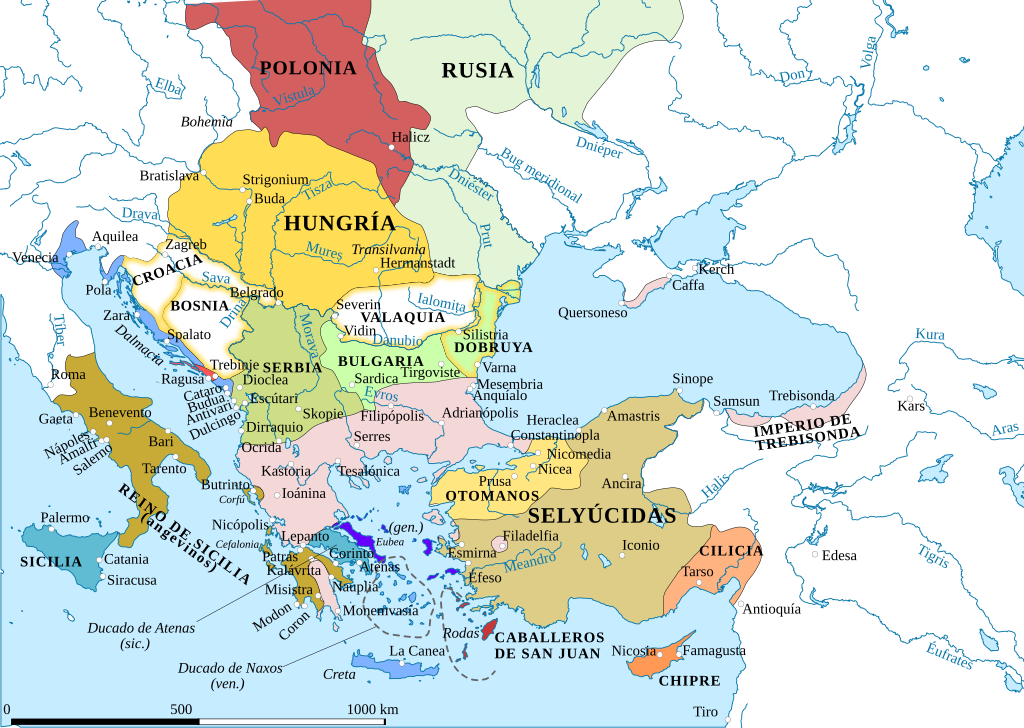 POLONIA
RUSIA
Volga
Don
Elba
Vístula
Bohemia
Halicz
Dniéper
Bug meridional
Bratislava
Strigonium
Tisza
Buda
Dniéster
Drava
HUNGRÍA
Prut
Aquilea
Zagreb
Mures
Transilvania
Hermanstadt
Venecia
CROACIA
Sava
Kerch
Caffa
Pola
BOSNIA
Belgrado
Severin
Ialomița
Quersoneso
Zara
Drina
VALAQUIA
Tíber
Dalmacia
Spalato
Morava
Vidin
Danubio
Silistria
DOBRUYA
Kura
Roma
Trebinje
SERBIA
BULGARIA
Tirgoviste
Varna
Ragusa
Dioclea
Sardica
Mesembria
Sinope
Cataro
Budua
Antivari
Dulcingo
Escútari
Evros
Anquialo
Samsun
Trebisonda
Kars
Gaeta
Benevento
Skopie
Filipópolis
Adrianópolis
Amastris
Nápoles
Amalfi
Salerno
Bari
Dirraquio
Serres
Heraclea
Constantinopla
IMPERIO DE
TREBISONDA
Aras
Ocrida
Nicomedia
Tarento
Kastoria
Tesalónica
Nicea
Butrinto
Prusa
Ancira
Halis
Corfú
Ioánina
OTOMANOS
REINO DE SICILIA
(angevinos)
Palermo
Nicópolis
(gen.)
SELYÚCIDAS
Cefalonia
Lepanto
Eubea
Filadelfia
SICILIA
Catania
Patras
Corinto
Esmirna
Iconio
CILICIA
Edesa
Tigris
Siracusa
Kalávrita
Atenas
Meandro
Tarso
Misistra
Nauplia
Efeso
Modon
Coron
Monenivasia
Antioquía
Ducado de Atenas
(sic.)
Rodas
CABALLEROS
DE SAN JUAN
La Canea
Nicosia
Famagusta
Éufrates
Ducado de Naxos
(ven.)
Creta
CHIPRE
0
500
1000 km
Tiro